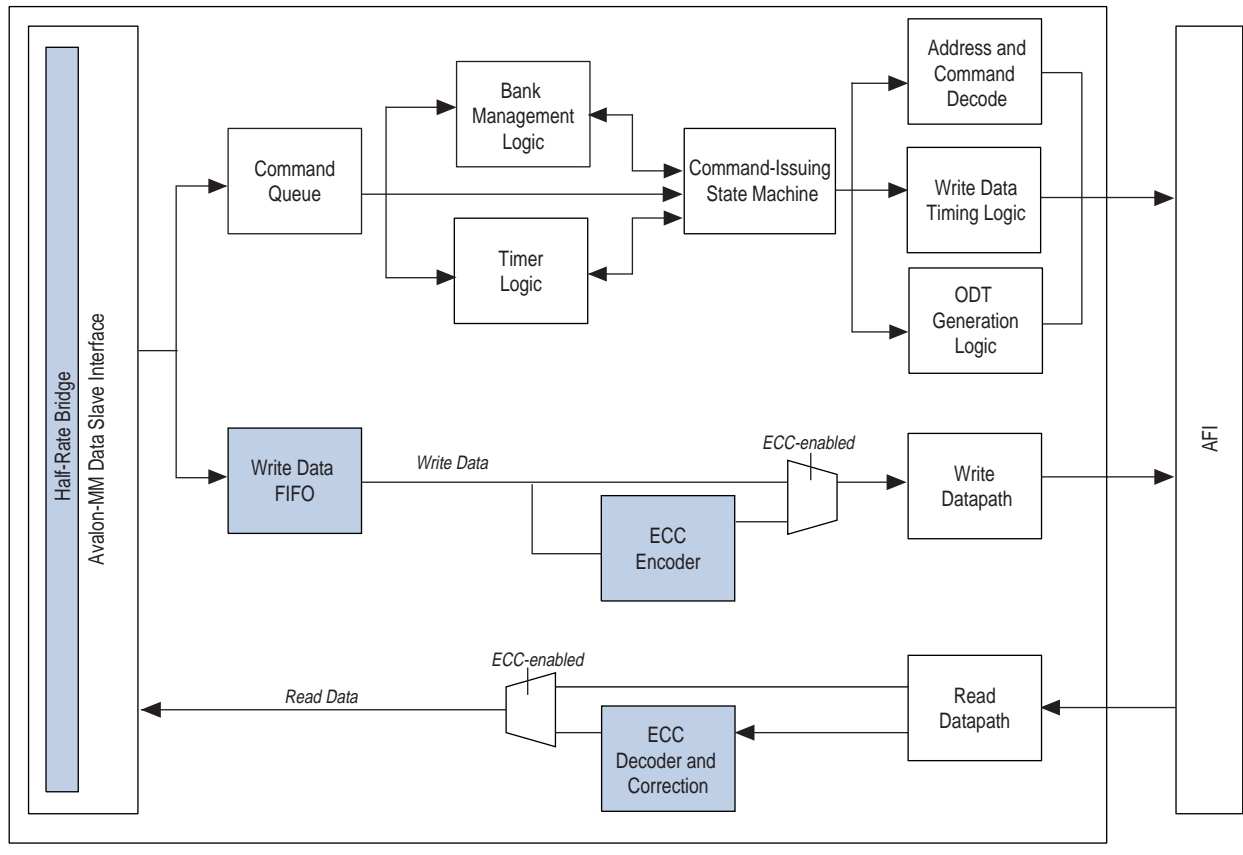 Half-Rate Bridge
Avalon-MM Data Slave Interface
Command
Queue
Bank
Management
Logic
Timer
Logic
Command-Issuing
State Machine
Address and
Command
Decode
Write Data
Timing Logic
ODT
Generation
Logic
Write Data
FIFO
Write Data
ECC
Encoder
ECC-enabled
Write
Datapath
AFI
Read Data
ECC-enabled
ECC
Decoder and
Correction
Read
Datapath